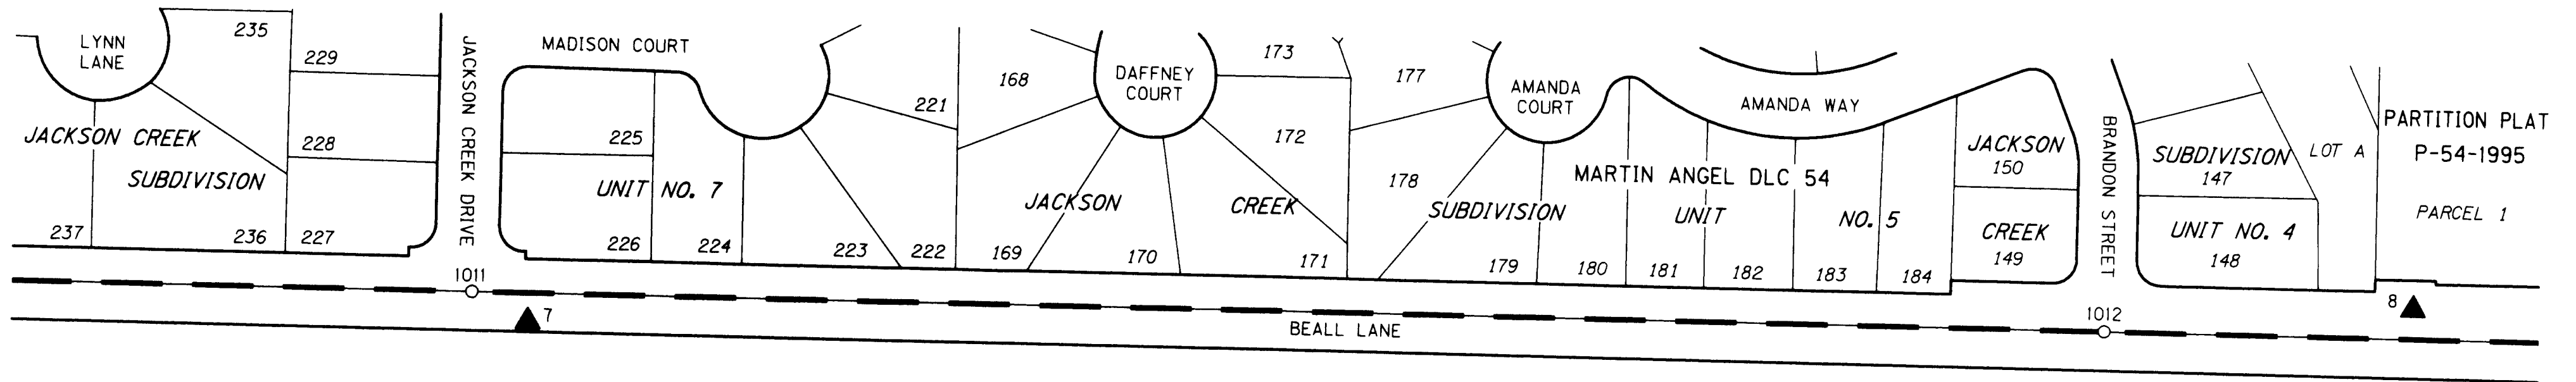 LYNN
LANE
235
229
228
JACKSON CREEK
SUBDIVISION
237
236
227
JACKSON CREEK DRIVE
MADISON COURT
225
UNIT NO. 7
226
224
223
222
221
168
DAFFNEY
COURT
173
172
JACKSON CREEK
169
170
171
177
178
AMANDA
COURT
AMANDA WAY
MARTIN ANGEL DLC 54
SUBDIVISION UNIT NO. 5
179
180
181
182
183
184
JACKSON
150
CREEK
149
BRANDON STREET
SUBDIVISION
147
UNIT NO. 4
148
LOT A
PARTITION PLAT
P-54-1995
PARCEL 1
1011
7
BEALL LANE
1012
8